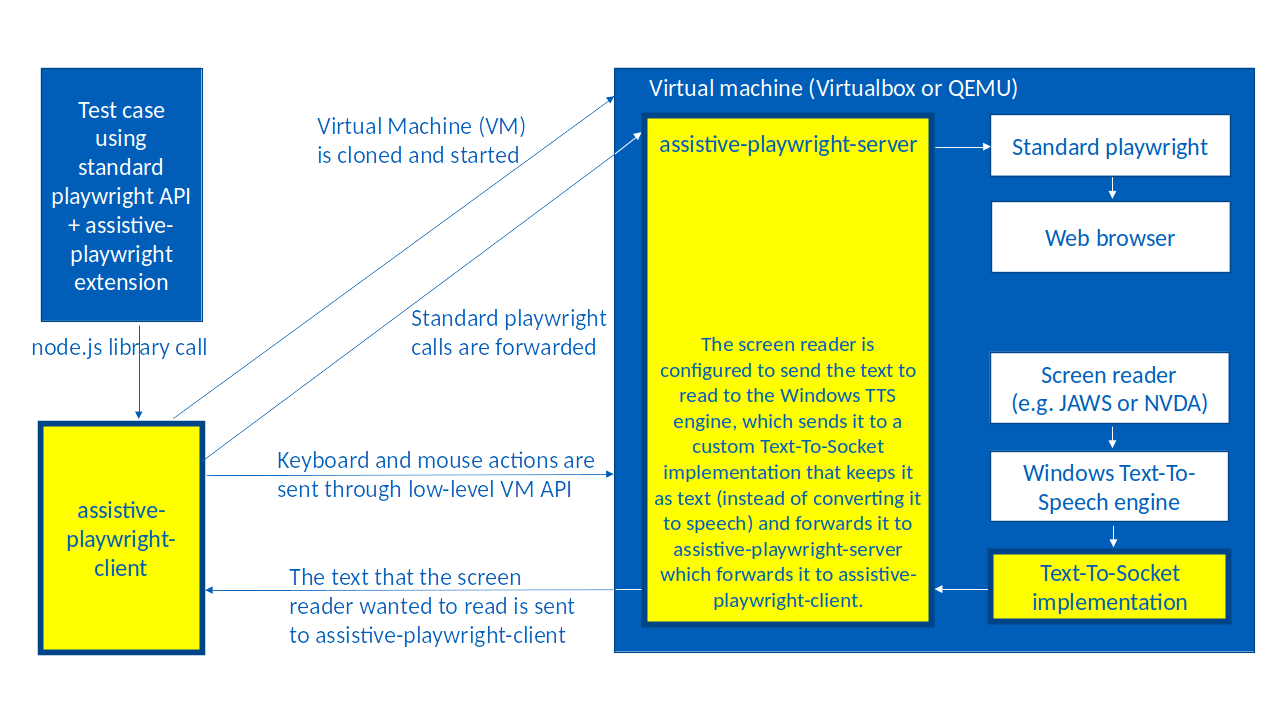 Test case
using
standard
playwright API
+ assistive-
playwright
extension
node.js library call
assistive-
playwright-
client
Virtual Machine (VM)
is cloned and started
Standard playwright
calls are forwarded
Keyboard and mouse actions are
sent through low-level VM API
The text that the screen
reader wanted to read is sent
to assistive-playwright-client
Virtual machine (Virtualbox or QEMU)
assistive-playwright-server
The screen reader is
configured to send the text to
read to the Windows TTS
engine, which sends it to a
custom Text-To-Socket
implementation that keeps it
as text (instead of converting it
to speech) and forwards it to
assistive-playwright-server
which forwards it to assistive-
playwright-client.
Standard playwright
Web browser
Screen reader
(e.g. JAWS or NVDA)
Windows Text-To-
Speech engine
Text-To-Socket
implementation